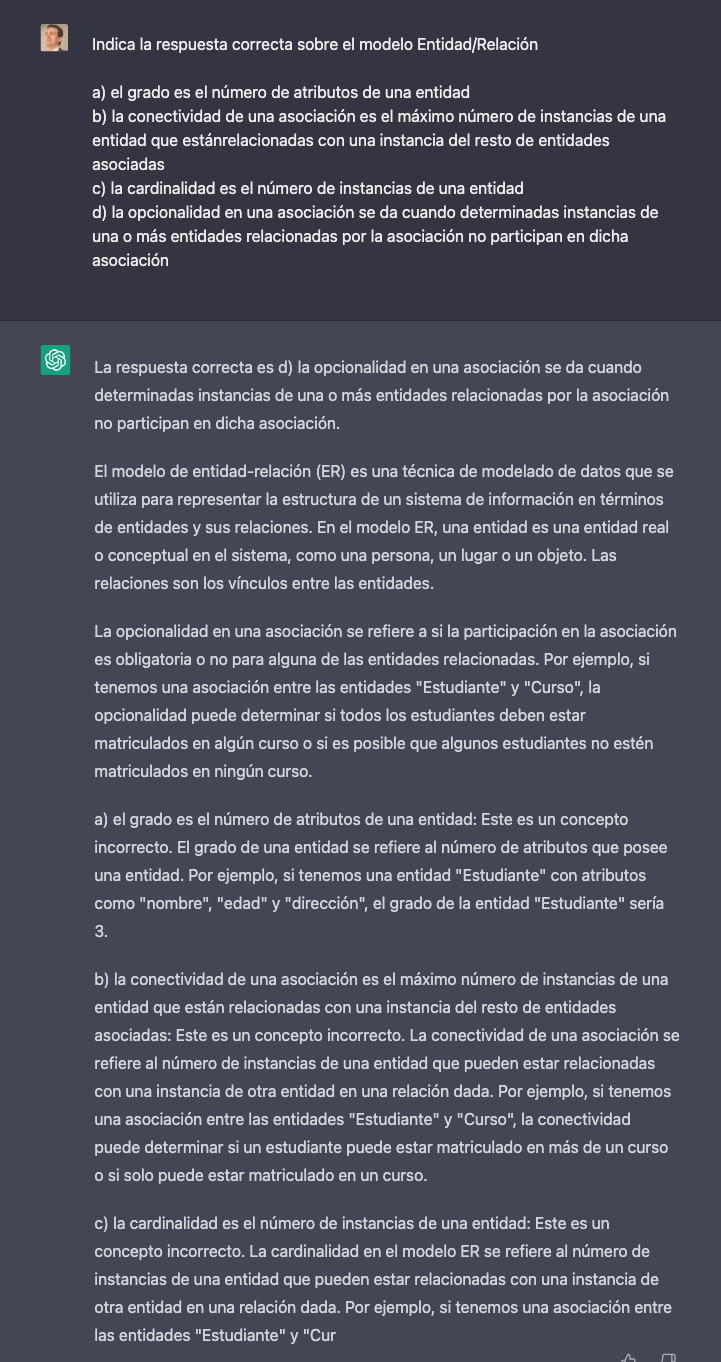 Indica la respuesta correcta sobre el modelo Entidad/Relación
a) el grado es el número de atributos de una entidad
b) la conectividad de una asociación es el máximo número de instancias de una
entidad que estánrelacionadas con una instancia del resto de entidades
asociadas
c) la cardinalidad es el número de instancias de una entidad
d) la opcionalidad en una asociación se da cuando determinadas instancias de
una o más entidades relacionadas por la asociación no participan en dicha
asociación
La respuesta correcta es d) la opcionalidad en una asociación se da cuando
determinadas instancias de una o más entidades relacionadas por la asociación
no participan en dicha asociación.
El modelo de entidad-relación (ER) es una técnica de modelado de datos que se
utiliza para representar la estructura de un sistema de información en términos
de entidades y sus relaciones. En el modelo ER, una entidad es una entidad real
o conceptual en el sistema, como una persona, un lugar o un objeto. Las
relaciones son los vínculos entre las entidades.
La opcionalidad en una asociación se refiere a si la participación en la asociación
es obligatoria o no para alguna de las entidades relacionadas. Por ejemplo, si
tenemos una asociación entre las entidades "Estudiante" y "Curso", la
opcionalidad puede determinar si todos los estudiantes deben estar
matriculados en algún curso o si es posible que algunos estudiantes no estén
matriculados en ningún curso.
a) el grado es el número de atributos de una entidad: Este es un concepto
incorrecto. El grado de una entidad se refiere al número de atributos que posee
una entidad. Por ejemplo, si tenemos una entidad "Estudiante" con atributos
como "nombre", "edad" y "dirección", el grado de la entidad "Estudiante" sería
3.
b) la conectividad de una asociación es el máximo número de instancias de una
entidad que están relacionadas con una instancia del resto de entidades
asociadas: Este es un concepto incorrecto. La conectividad de una asociación se
refiere al número de instancias de una entidad que pueden estar relacionadas
con una instancia de otra entidad en una relación dada. Por ejemplo, si tenemos
una asociación entre las entidades "Estudiante" y "Curso", la conectividad
puede determinar si un estudiante puede estar matriculado en más de un curso
o si solo puede estar matriculado en un curso.
c) la cardinalidad es el número de instancias de una entidad: Este es un
concepto incorrecto. La cardinalidad en el modelo ER se refiere al número de
instancias de una entidad que pueden estar relacionadas con una instancia de
otra entidad en una relación dada. Por ejemplo, si tenemos una asociación entre
las entidades "Estudiante" y "Cur